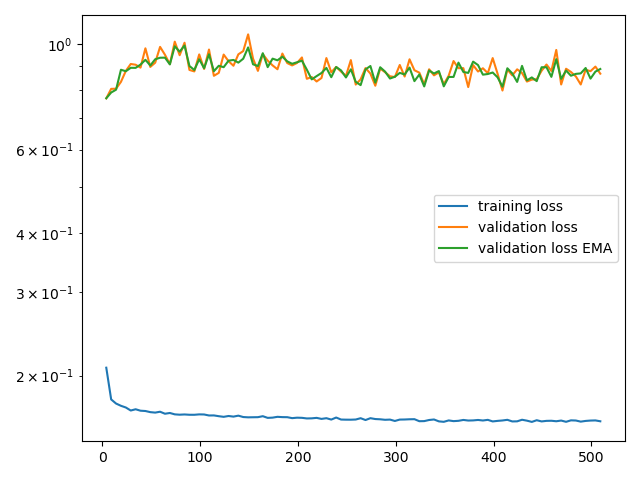 10⁰
6 × 10⁻¹
4 × 10⁻¹
3 × 10⁻¹
2 × 10⁻¹
training loss
validation loss
validation loss EMA
0 100 200 300 400 500